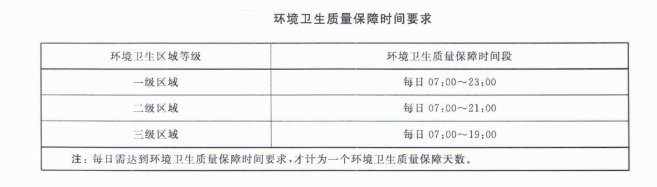 环境卫生质量保障时间要求
环境卫生区域等级 环境卫生质量保障时间段
一级区域 每日 07:00～23:00
二级区域 每日 07:00～21:00
三级区域 每日 07:00～19:00
注：每日需达到环境卫生质量保障时间要求，才计为一个环境卫生质量保障天数。